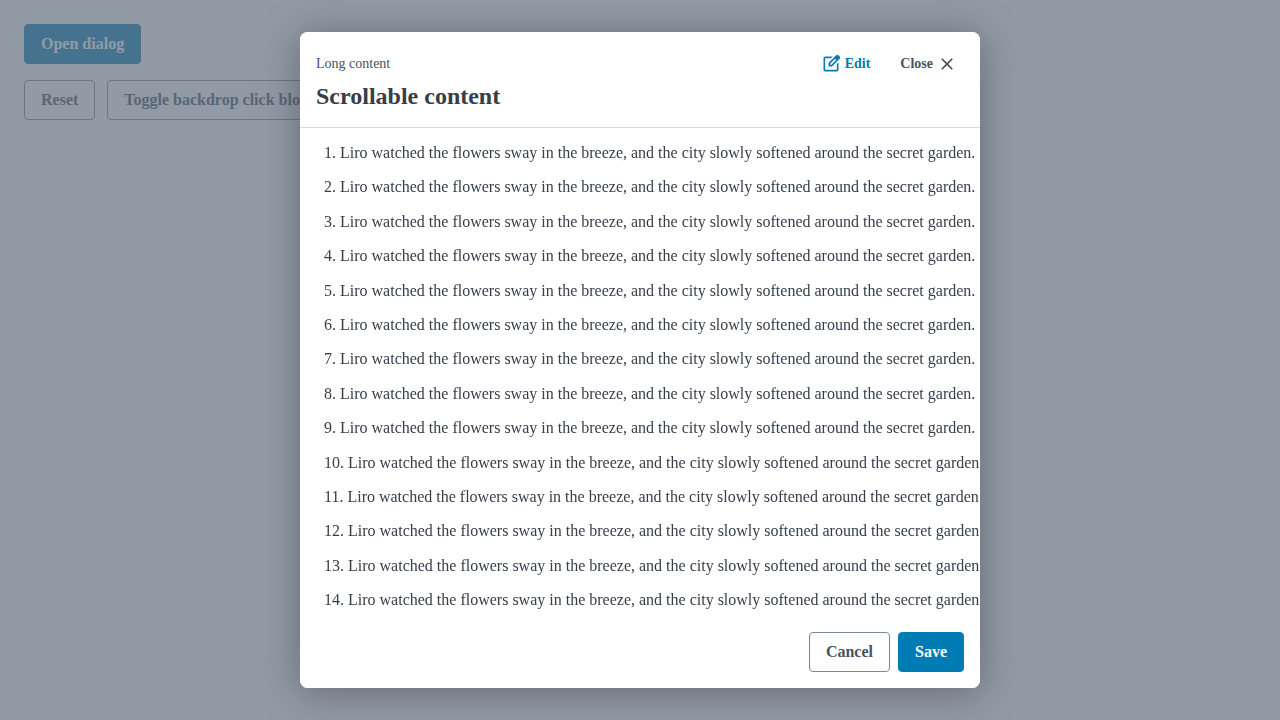 Open dialog
Reset
Toggle backdrop click blo
Long content
Edit
Close
Scrollable content
1. Liro watched the flowers sway in the breeze, and the city slowly softened around the secret garden.
2. Liro watched the flowers sway in the breeze, and the city slowly softened around the secret garden.
3. Liro watched the flowers sway in the breeze, and the city slowly softened around the secret garden.
4. Liro watched the flowers sway in the breeze, and the city slowly softened around the secret garden.
5. Liro watched the flowers sway in the breeze, and the city slowly softened around the secret garden.
6. Liro watched the flowers sway in the breeze, and the city slowly softened around the secret garden.
7. Liro watched the flowers sway in the breeze, and the city slowly softened around the secret garden.
8. Liro watched the flowers sway in the breeze, and the city slowly softened around the secret garden.
9. Liro watched the flowers sway in the breeze, and the city slowly softened around the secret garden.
10. Liro watched the flowers sway in the breeze, and the city slowly softened around the secret garden
11. Liro watched the flowers sway in the breeze, and the city slowly softened around the secret garden
12. Liro watched the flowers sway in the breeze, and the city slowly softened around the secret garden
13. Liro watched the flowers sway in the breeze, and the city slowly softened around the secret garden
14. Liro watched the flowers sway in the breeze, and the city slowly softened around the secret garden
Cancel
Save